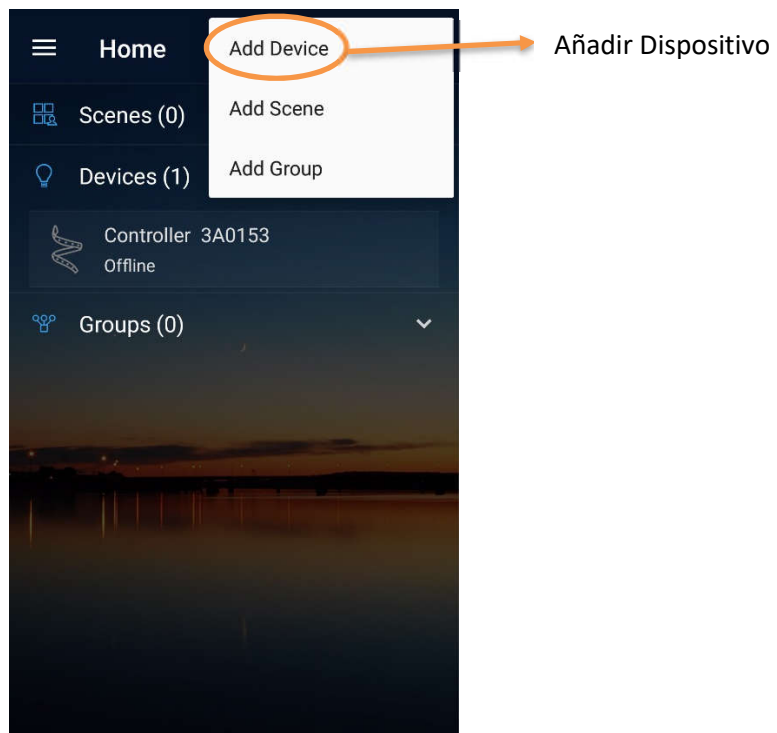 Home
Add Device
Añadir Dispositivo
Scenes (0)
Add Scene
Devices (1)
Add Group
Controller 3A0153
Offline
Groups (0)